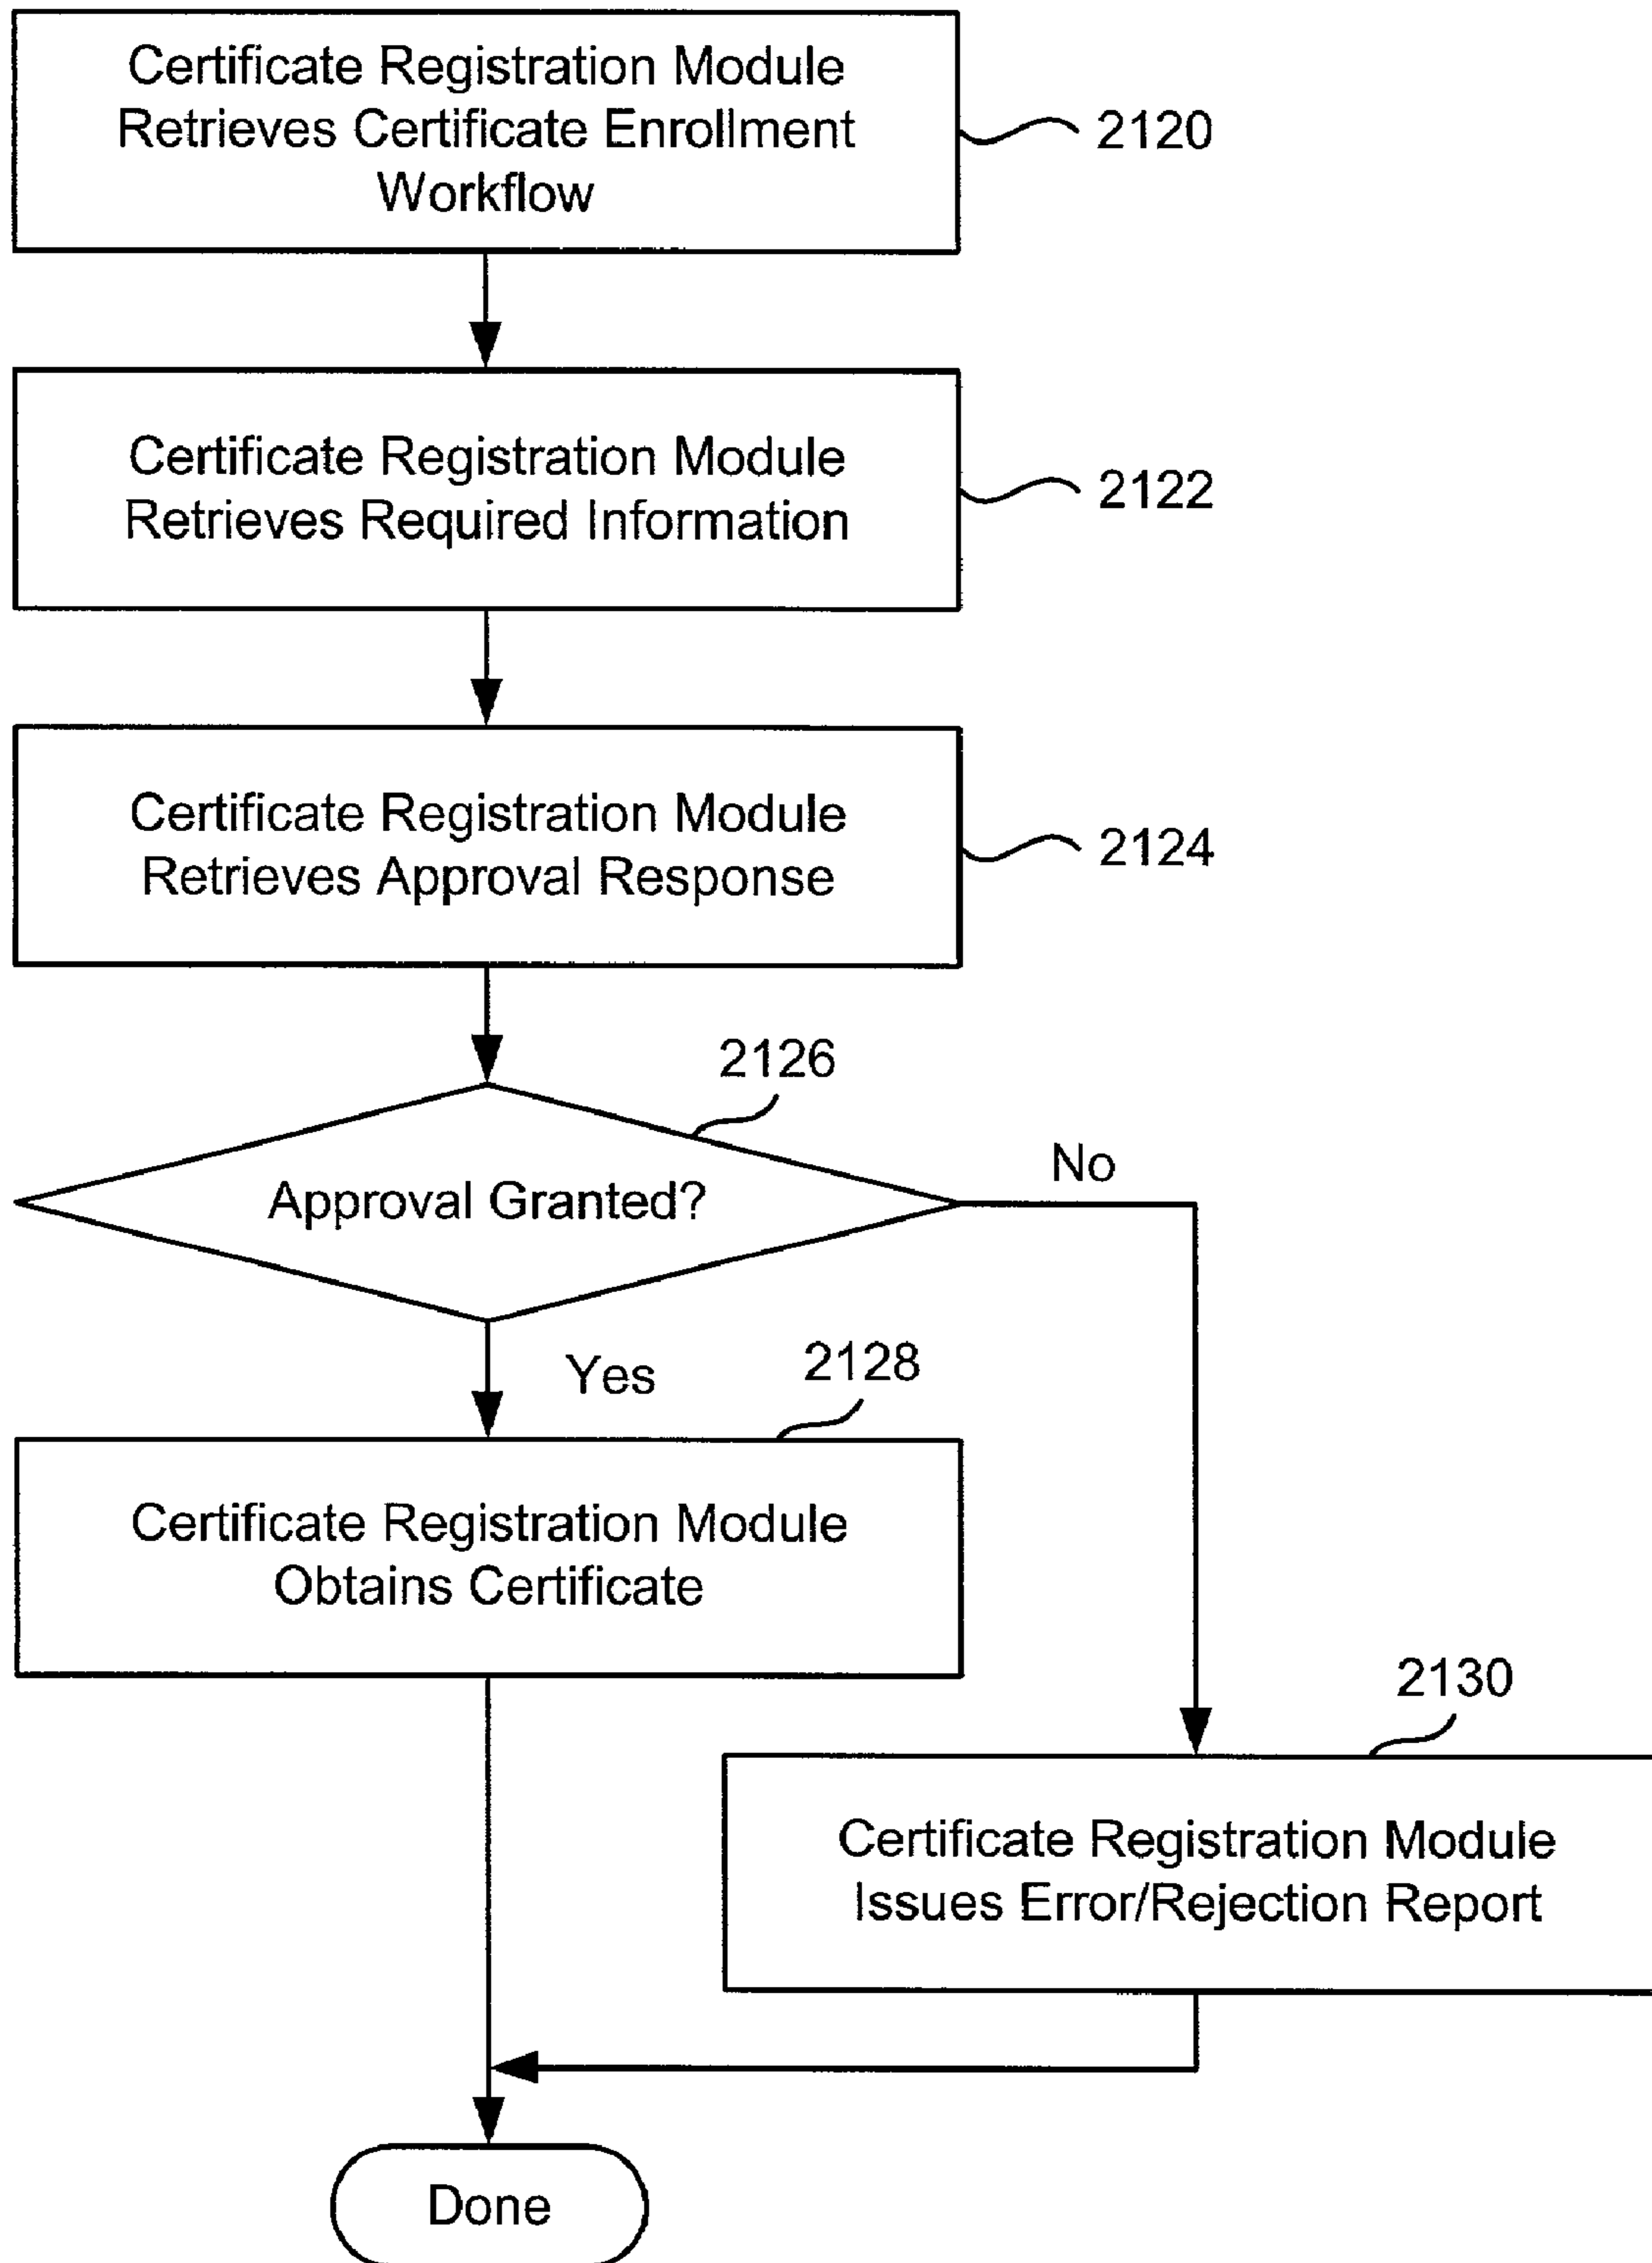 Certificate Registration Module
Retrieves Certificate Enrollment
Workflow
2120
Certificate Registration Module
Retrieves Required Information
2122
Certificate Registration Module
Retrieves Approval Response
2124
2126
Approval Granted?
No
Yes
2128
Certificate Registration Module
Obtains Certificate
2130
Certificate Registration Module
Issues Error/Rejection Report
Done